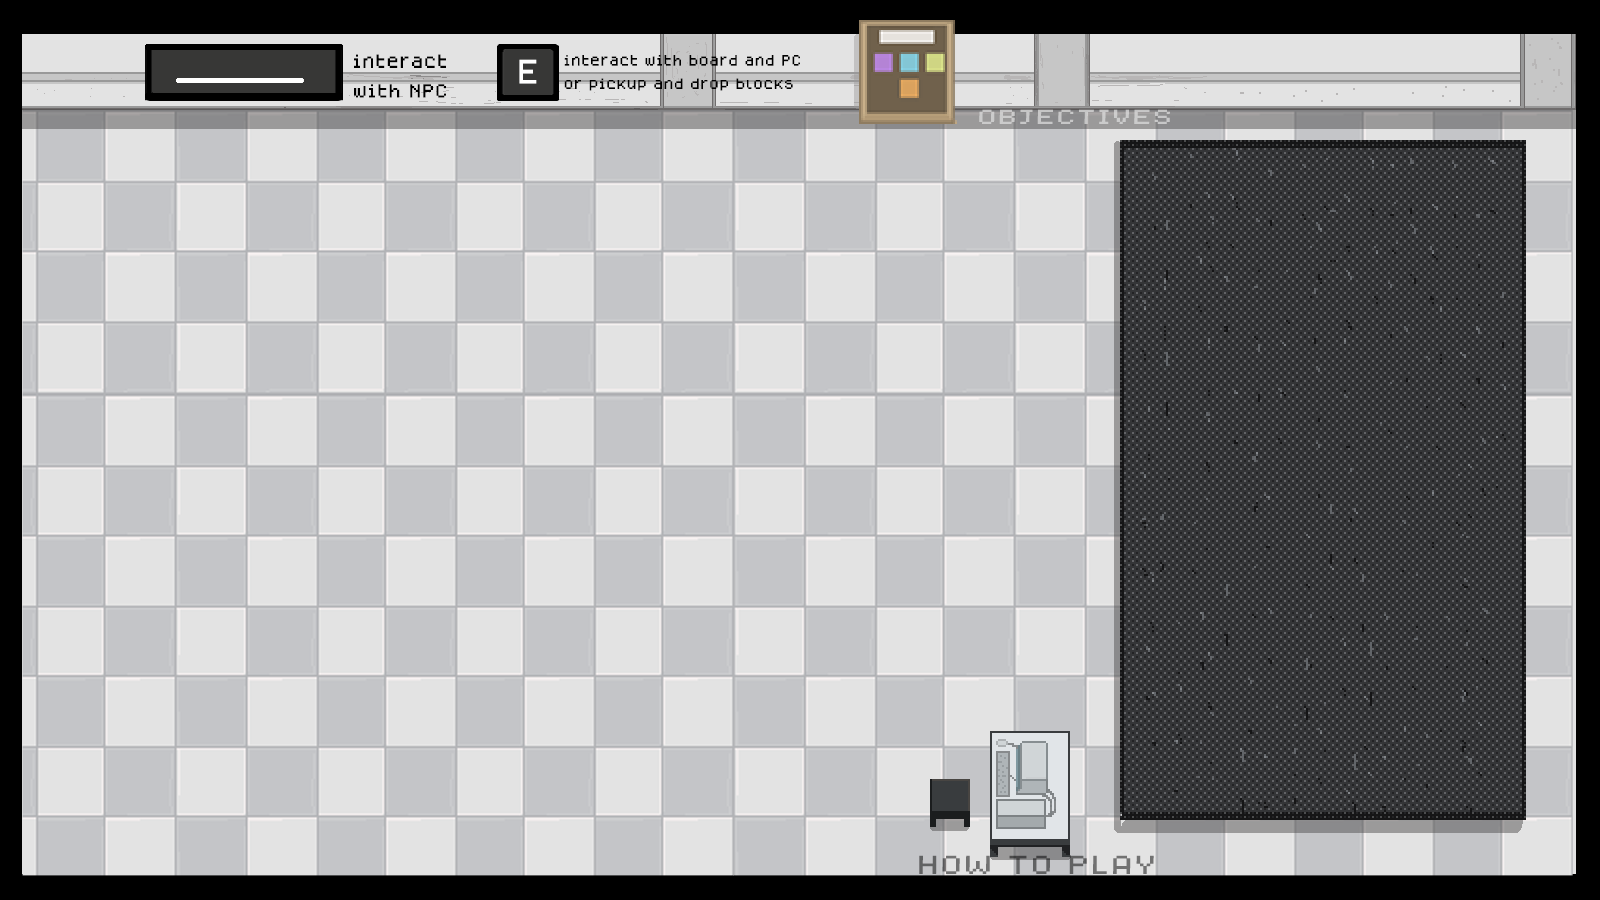 interact
with NPC
E
interact with board and PC
or pickup and drop blocks
OBJECTIVES
HOW TO PLAY